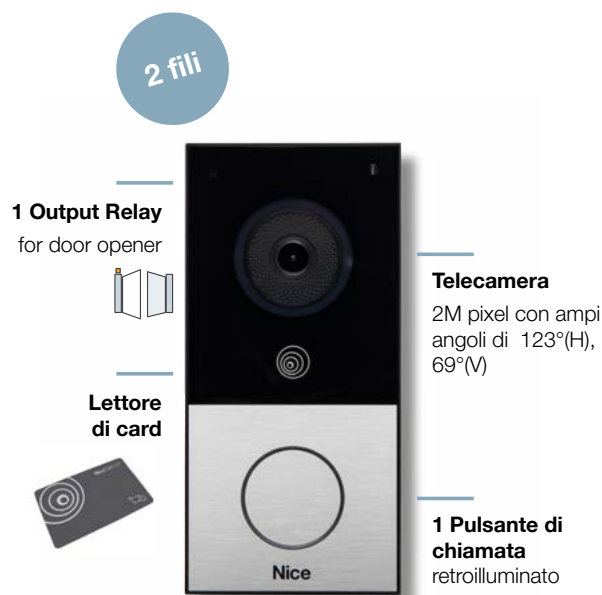 2 fili
1 Output Relay
for door opener
Telecamera
2M pixel con ampi
angoli di 123°(H),
69°(V)
Lettore
di card
1 Pulsante di
chiamata
retroilluminato
Nice